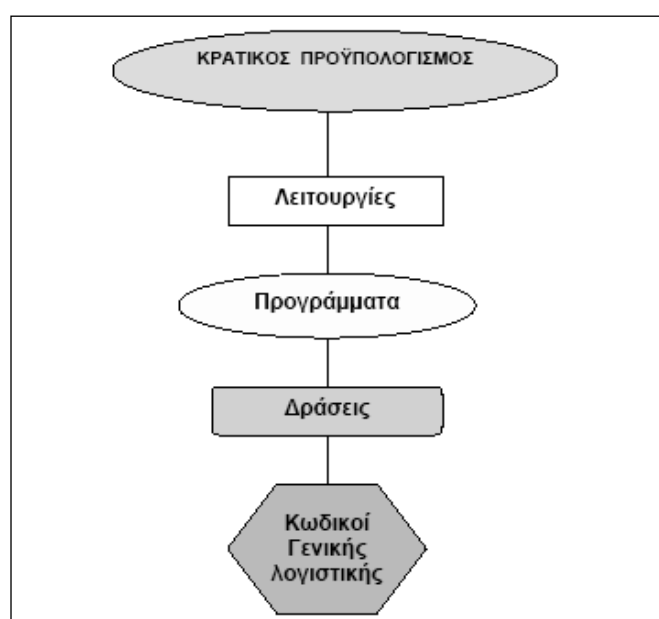 ΚΡΑΤΙΚΟΣ ΠΡΟΫΠΟΛΟΓΙΣΜΟΣ
Λειτουργίες
Προγράμματα
Δράσεις
Κωδικοί
Γενικής
λογιστικής